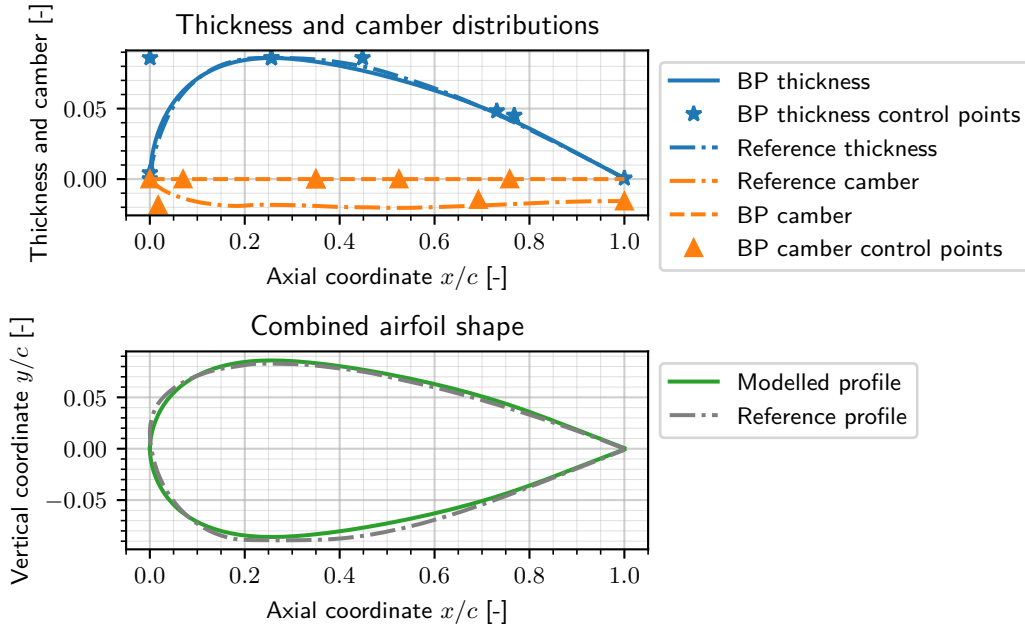 Thickness and camber distributions
Thickness and camber [-]
0.05
0.00
0.0 0.2 0.4 0.6 0.8 1.0
Axial coordinate x/c [-]
BP thickness
BP thickness control points
Reference thickness
Reference camber
BP camber
BP camber control points
Combined airfoil shape
Vertical coordinate y/c [-]
0.05
0.00
−0.05
0.0 0.2 0.4 0.6 0.8 1.0
Axial coordinate x/c [-]
Modelled profile
Reference profile